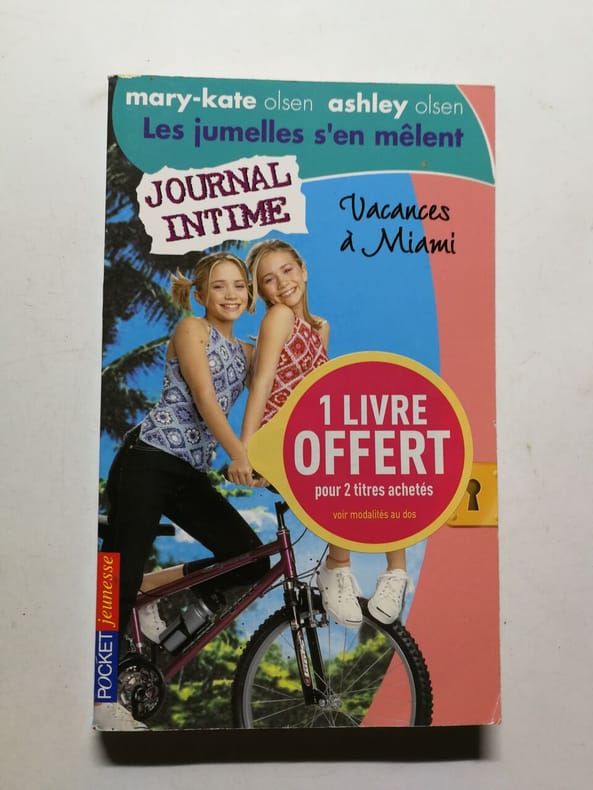 mary-kate olsen ashley olsen
Les jumelles s'en mêlent
JOURNAL
INTIME
Vacances
à Miami
1 LIVRE
OFFERT
pour 2 titres achetés
voir modalités au dos
POCKET jeunesse